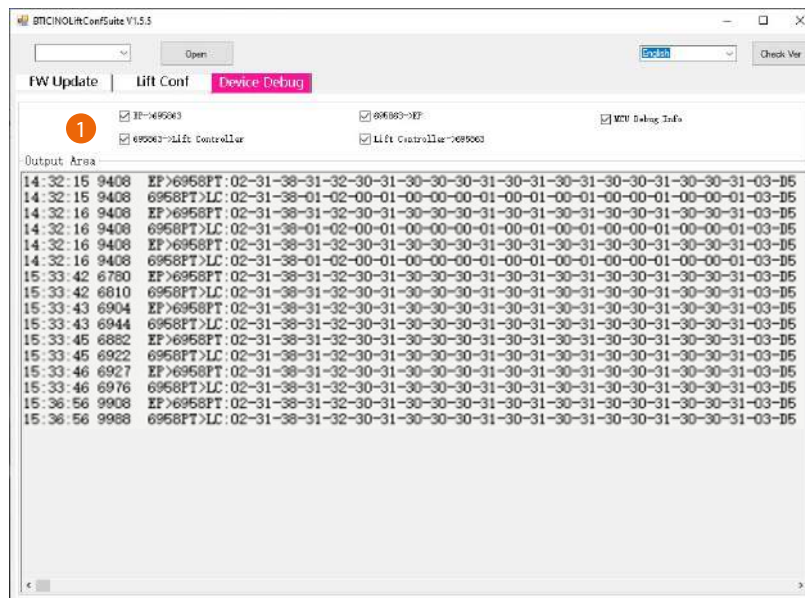 BTICINOLiftConfSuite V1.5.5
Open
English
Check Ver
FW Update
Lift Conf
Device Debug
1
EP->695863
695863->EP
MCU Debug Info
695863->Lift Controller
Lift Controller->695863
Output Area
14:32:15 9408 EP>6958PT:02-31-38-31-32-30-31-30-30-30-31-30-31-30-31-30-30-31-30-30-31-03-D5
14:32:15 9408 6958PT>LC:02-31-38-01-02-00-01-00-00-00-01-00-01-00-01-00-00-01-00-00-01-03-D5
14:32:16 9408 EP>6958PT:02-31-38-31-32-30-31-30-30-30-31-30-31-30-31-30-30-31-30-30-31-03-D5
14:32:16 9408 6958PT>LC:02-31-38-01-02-00-01-00-00-00-01-00-01-00-01-00-00-01-00-00-01-03-D5
14:32:16 9408 EP>6958PT:02-31-38-31-32-30-31-30-30-30-31-30-31-30-31-30-30-31-30-30-31-03-D5
14:32:16 9408 6958PT>LC:02-31-38-01-02-00-01-00-00-00-01-00-01-00-01-00-00-01-00-00-01-03-D5
15:33:42 6780 EP>6958PT:02-31-38-31-32-30-31-30-30-30-31-30-31-30-31-30-30-31-30-30-31-03-D5
15:33:42 6810 6958PT>LC:02-31-38-31-32-30-31-30-30-30-31-30-31-30-31-30-30-31-30-30-31-03-D5
15:33:43 6904 EP>6958PT:02-31-38-31-32-30-31-30-30-30-31-30-31-30-31-30-30-31-30-30-31-03-D5
15:33:43 6944 6958PT>LC:02-31-38-31-32-30-31-30-30-30-31-30-31-30-31-30-30-31-30-30-31-03-D5
15:33:45 6882 EP>6958PT:02-31-38-31-32-30-31-30-30-30-31-30-31-30-31-30-30-31-30-30-31-03-D5
15:33:45 6922 6958PT>LC:02-31-38-31-32-30-31-30-30-30-31-30-31-30-31-30-30-31-30-30-31-03-D5
15:33:46 6927 EP>6958PT:02-31-38-31-32-30-31-30-30-30-31-30-31-30-31-30-30-31-30-30-31-03-D5
15:33:46 6976 6958PT>LC:02-31-38-31-32-30-31-30-30-30-31-30-31-30-31-30-30-31-30-30-31-03-D5
15:36:56 9908 EP>6958PT:02-31-38-31-32-30-31-30-30-30-31-30-31-30-31-30-30-31-30-30-31-03-D5
15:36:56 9988 6958PT>LC:02-31-38-31-32-30-31-30-30-30-31-30-31-30-31-30-30-31-30-30-31-03-D5